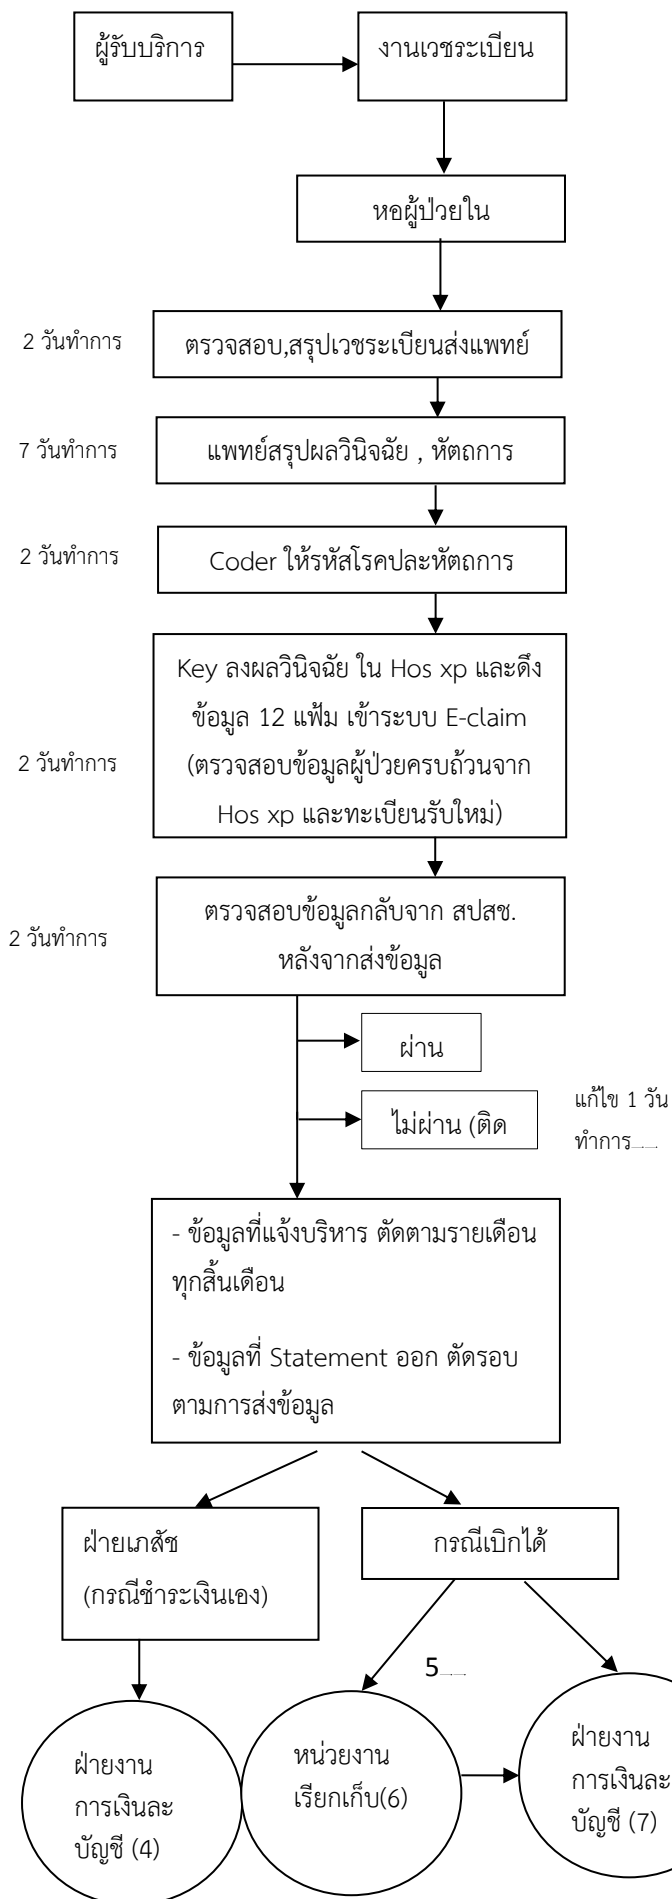 ผู้รับบริการ
งานเวชระเบียน
หอผู้ป่วยใน
2 วันทำการ
ตรวจสอบ,สรุปเวชระเบียนส่งแพทย์
7 วันทำการ
แพทย์สรุปผลวินิจฉัย , หัตถการ
2 วันทำการ
Coder ให้รหัสโรคปละหัตถการ
Key ลงผลวินิจฉัย ใน Hos xp และดึง
ข้อมูล 12 แฟ้ม เข้าระบบ E-claim
2 วันทำการ
(ตรวจสอบข้อมูลผู้ป่วยครบถ้วนจาก
Hos xp และทะเบียนรับใหม่)
2 วันทำการ
ตรวจสอบข้อมูลกลับจาก สปสช.
หลังจากส่งข้อมูล
ผ่าน
ไม่ผ่าน (ติด
แก้ไข 1 วัน
ทำการ
- ข้อมูลที่แจ้งบริหาร ตัดตามรายเดือน
ทุกสิ้นเดือน
- ข้อมูลที่ Statement ออก ตัดรอบ
ตามการส่งข้อมูล
ฝ่ายเภสัช
(กรณีชำระเงินเอง)
กรณีเบิกได้
5
ฝ่ายงาน
การเงินละ
บัญชี (4)
หน่วยงาน
เรียกเก็บ(6)
ฝ่ายงาน
การเงินละ
บัญชี (7)